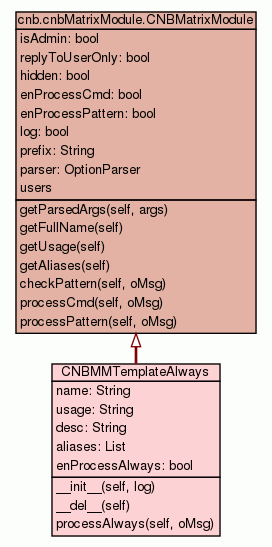 cnb.cnbMatrixModule.CNBMatrixModule
isAdmin: bool
replyToUserOnly: bool
hidden: bool
enProcessCmd: bool
enProcessPattern: bool
log: bool
prefix: String
parser: OptionParser
users
getParsedArgs(self, args)
getFullName(self)
getUsage(self)
getAliases(self)
checkPattern(self, oMsg)
processCmd(self, oMsg)
processPattern(self, oMsg)
CNBMMTemplateAlways
name: String
usage: String
desc: String
aliases: List
enProcessAlways: bool
__init__(self, log)
__del__(self)
processAlways(self, oMsg)